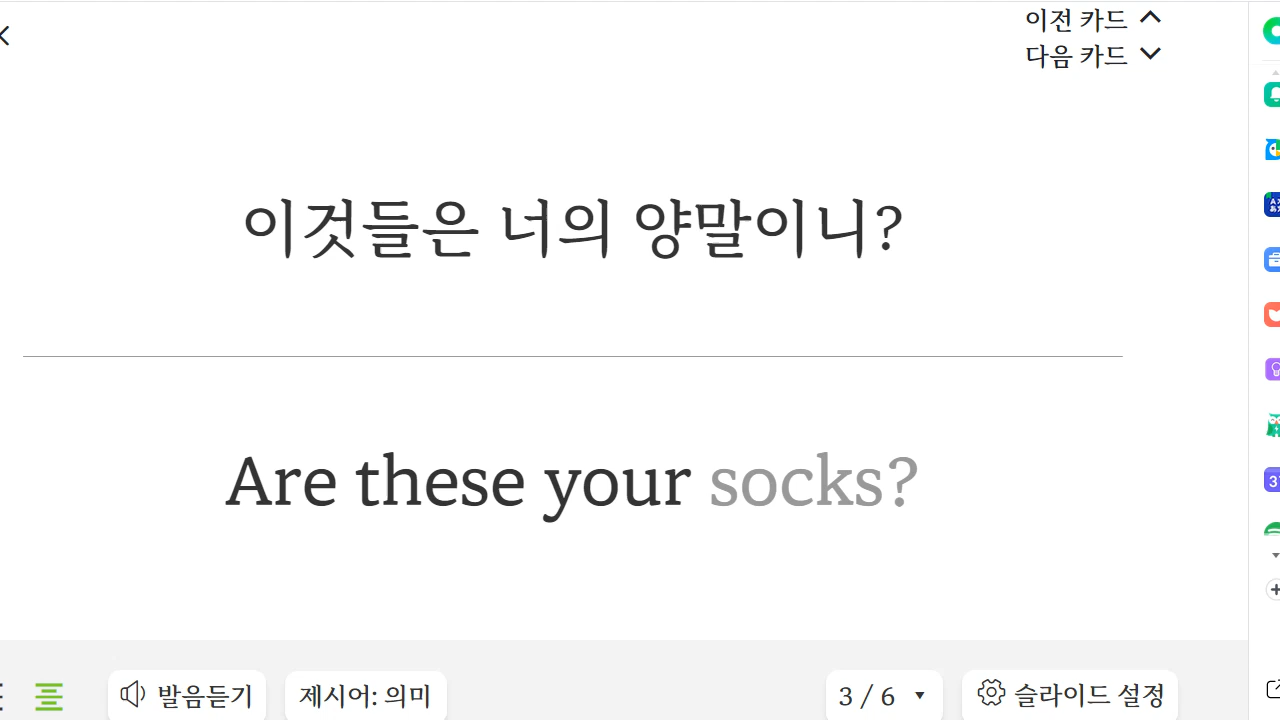 이전 카드
다음 카드
이것들은 너의 양말이니?
Are these your socks?
발음듣기
제시어: 의미
3 / 6
슬라이드 설정